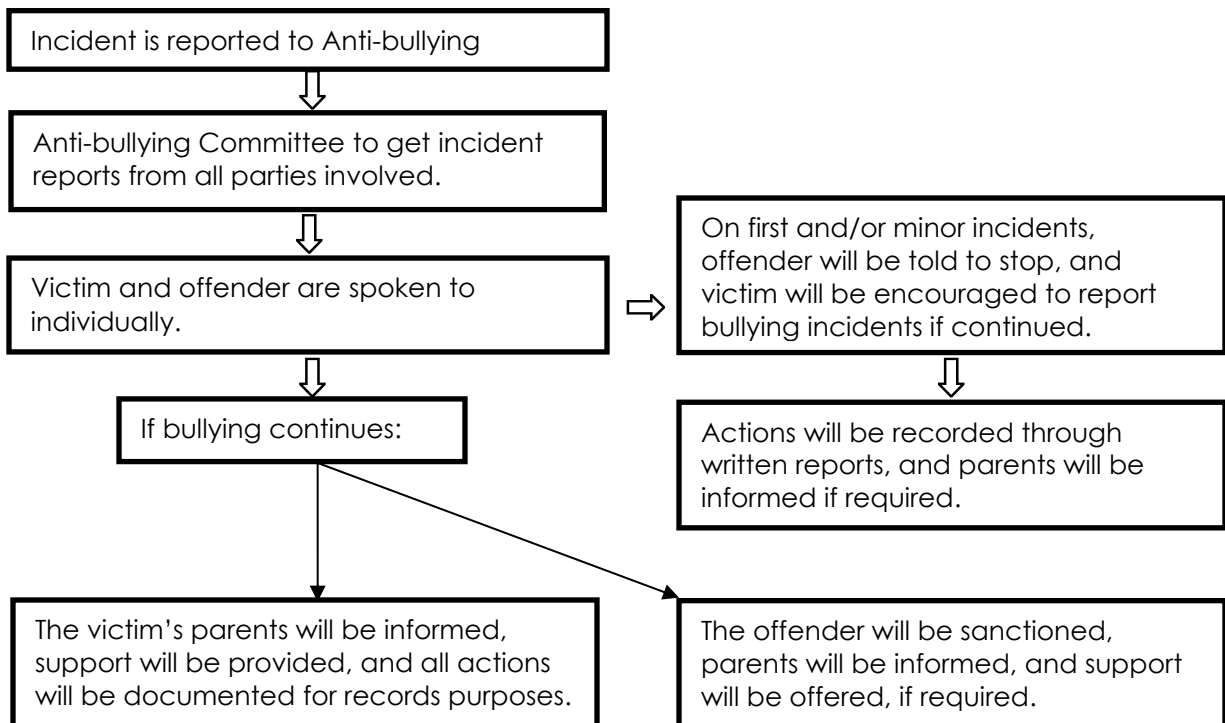 Incident is reported to Anti-bullying
Anti-bullying Committee to get incident
reports from all parties involved.
Victim and offender are spoken to
individually.
On first and/or minor incidents,
offender will be told to stop, and
victim will be encouraged to report
bullying incidents if continued.
If bullying continues:
Actions will be recorded through
written reports, and parents will be
informed if required.
The victim’s parents will be informed,
support will be provided, and all actions
will be documented for records purposes.
The offender will be sanctioned,
parents will be informed, and support
will be offered, if required.